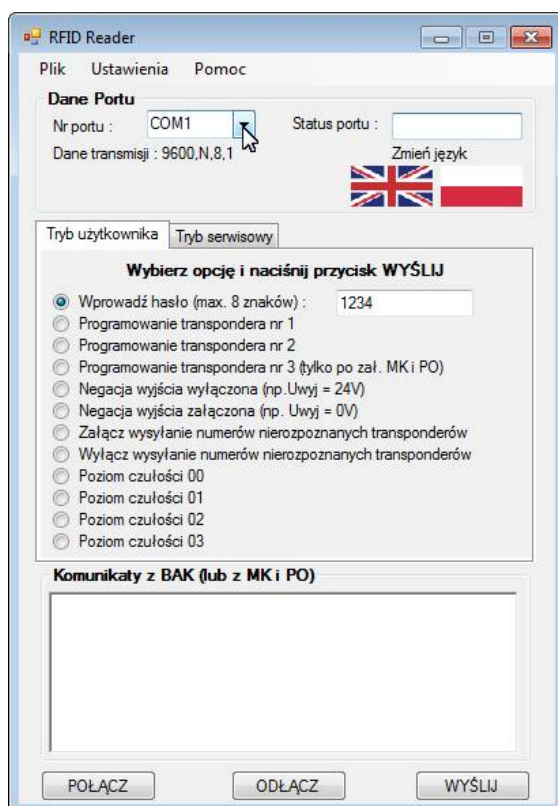 RFID Reader
Plik Ustawienia Pomoc
Dane Portu
Nr portu : COM1 Status portu :
Dane transmisji : 9600,N,8,1 Zmień język
Tryb użytkownika Tryb serwisowy
Wybierz opcję i naciśnij przycisk WYŚLIJ
Wprowadź hasło (max. 8 znaków) : 1234
Programowanie transpondera nr 1
Programowanie transpondera nr 2
Programowanie transpondera nr 3 (tylko po zał. MK i PO)
Negacja wyjścia wyłączona (np.Uwyj = 24V)
Negacja wyjścia załączona (np. Uwyj = 0V)
Załącz wysyłanie numerów nierozpoznanych transponderów
Wyłącz wysyłanie numerów nierozpoznanych transponderów
Poziom czułości 00
Poziom czułości 01
Poziom czułości 02
Poziom czułości 03
Komunikaty z BAK (lub z MK i PO)
POŁĄCZ ODŁĄCZ WYŚLIJ